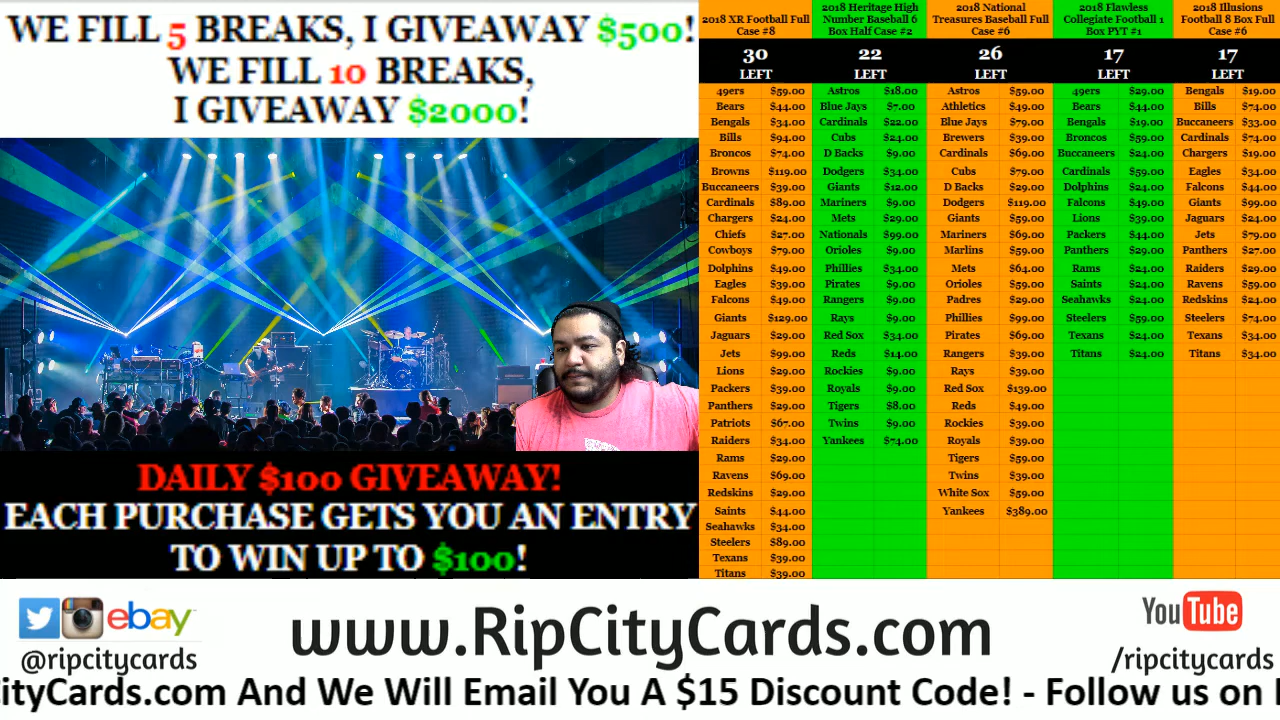 WE FILL 5 BREAKS, I GIVEAWAY $500!
WE FILL 10 BREAKS,
I GIVEAWAY $2000!
DAILY $100 GIVEAWAY!
EACH PURCHASE GETS YOU AN ENTRY
TO WIN UP TO $100!
2018 XR Football Full
Case #8
30
LEFT
49ers $59.00
Bears $44.00
Bengals $34.00
Bills $94.00
Broncos $74.00
Browns $119.00
Buccaneers $39.00
Cardinals $89.00
Chargers $24.00
Chiefs $27.00
Cowboys $79.00
Dolphins $49.00
Eagles $39.00
Falcons $49.00
Giants $129.00
Jaguars $29.00
Jets $99.00
Lions $29.00
Packers $39.00
Panthers $29.00
Patriots $67.00
Raiders $34.00
Rams $29.00
Ravens $69.00
Redskins $29.00
Saints $44.00
Seahawks $34.00
Steelers $89.00
Texans $39.00
Titans $39.00
2018 Heritage High
Number Baseball 6
Box Half Case #2
22
LEFT
Astros $18.00
Blue Jays $7.00
Cardinals $22.00
Cubs $24.00
D Backs $9.00
Dodgers $34.00
Giants $12.00
Mariners $9.00
Mets $29.00
Nationals $99.00
Orioles $9.00
Phillies $34.00
Pirates $9.00
Rangers $9.00
Rays $9.00
Red Sox $34.00
Reds $14.00
Rockies $9.00
Royals $9.00
Tigers $8.00
Twins $9.00
Yankees $74.00
2018 National
Treasures Baseball Full
Case #6
26
LEFT
Astros $59.00
Athletics $49.00
Blue Jays $79.00
Brewers $39.00
Cardinals $69.00
Cubs $79.00
D Backs $29.00
Dodgers $119.00
Giants $59.00
Mariners $69.00
Marlins $59.00
Mets $64.00
Orioles $59.00
Padres $29.00
Phillies $99.00
Pirates $69.00
Rangers $39.00
Rays $39.00
Red Sox $139.00
Reds $49.00
Rockies $39.00
Royals $39.00
Tigers $59.00
Twins $39.00
White Sox $59.00
Yankees $389.00
2018 Flawless
Collegiate Football 1
Box PYT #1
17
LEFT
49ers $29.00
Bears $44.00
Bengals $19.00
Broncos $59.00
Buccaneers $24.00
Cardinals $59.00
Dolphins $24.00
Falcons $49.00
Lions $39.00
Packers $44.00
Panthers $29.00
Rams $24.00
Saints $24.00
Seahawks $24.00
Steelers $59.00
Texans $24.00
Titans $24.00
2018 Illusions
Football 8 Box Full
Case #6
17
LEFT
Bengals $19.00
Bills $74.00
Buccaneers $33.00
Cardinals $74.00
Chargers $19.00
Eagles $34.00
Falcons $44.00
Giants $99.00
Jaguars $24.00
Jets $79.00
Panthers $27.00
Raiders $29.00
Ravens $59.00
Redskins $24.00
Steelers $74.00
Texans $34.00
Titans $34.00
ebay
@ripcitycards
www.RipCityCards.com
YouTube
/ripcitycards
CityCards.com And We Will Email You A $15 Discount Code! - Follow us on